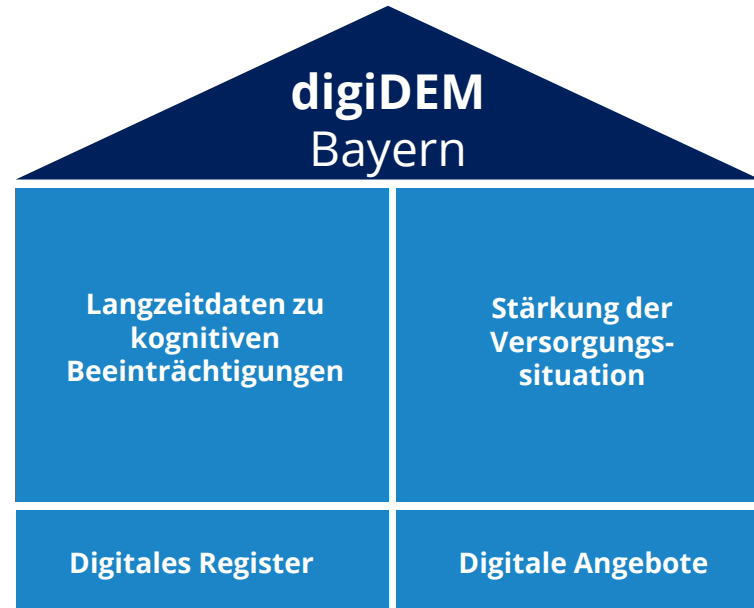 digiDEM
Bayern
Langzeitdaten zu
kognitiven
Beeinträchtigungen
Stärkung der
Versorgungs-
situation
Digitales Register
Digitale Angebote